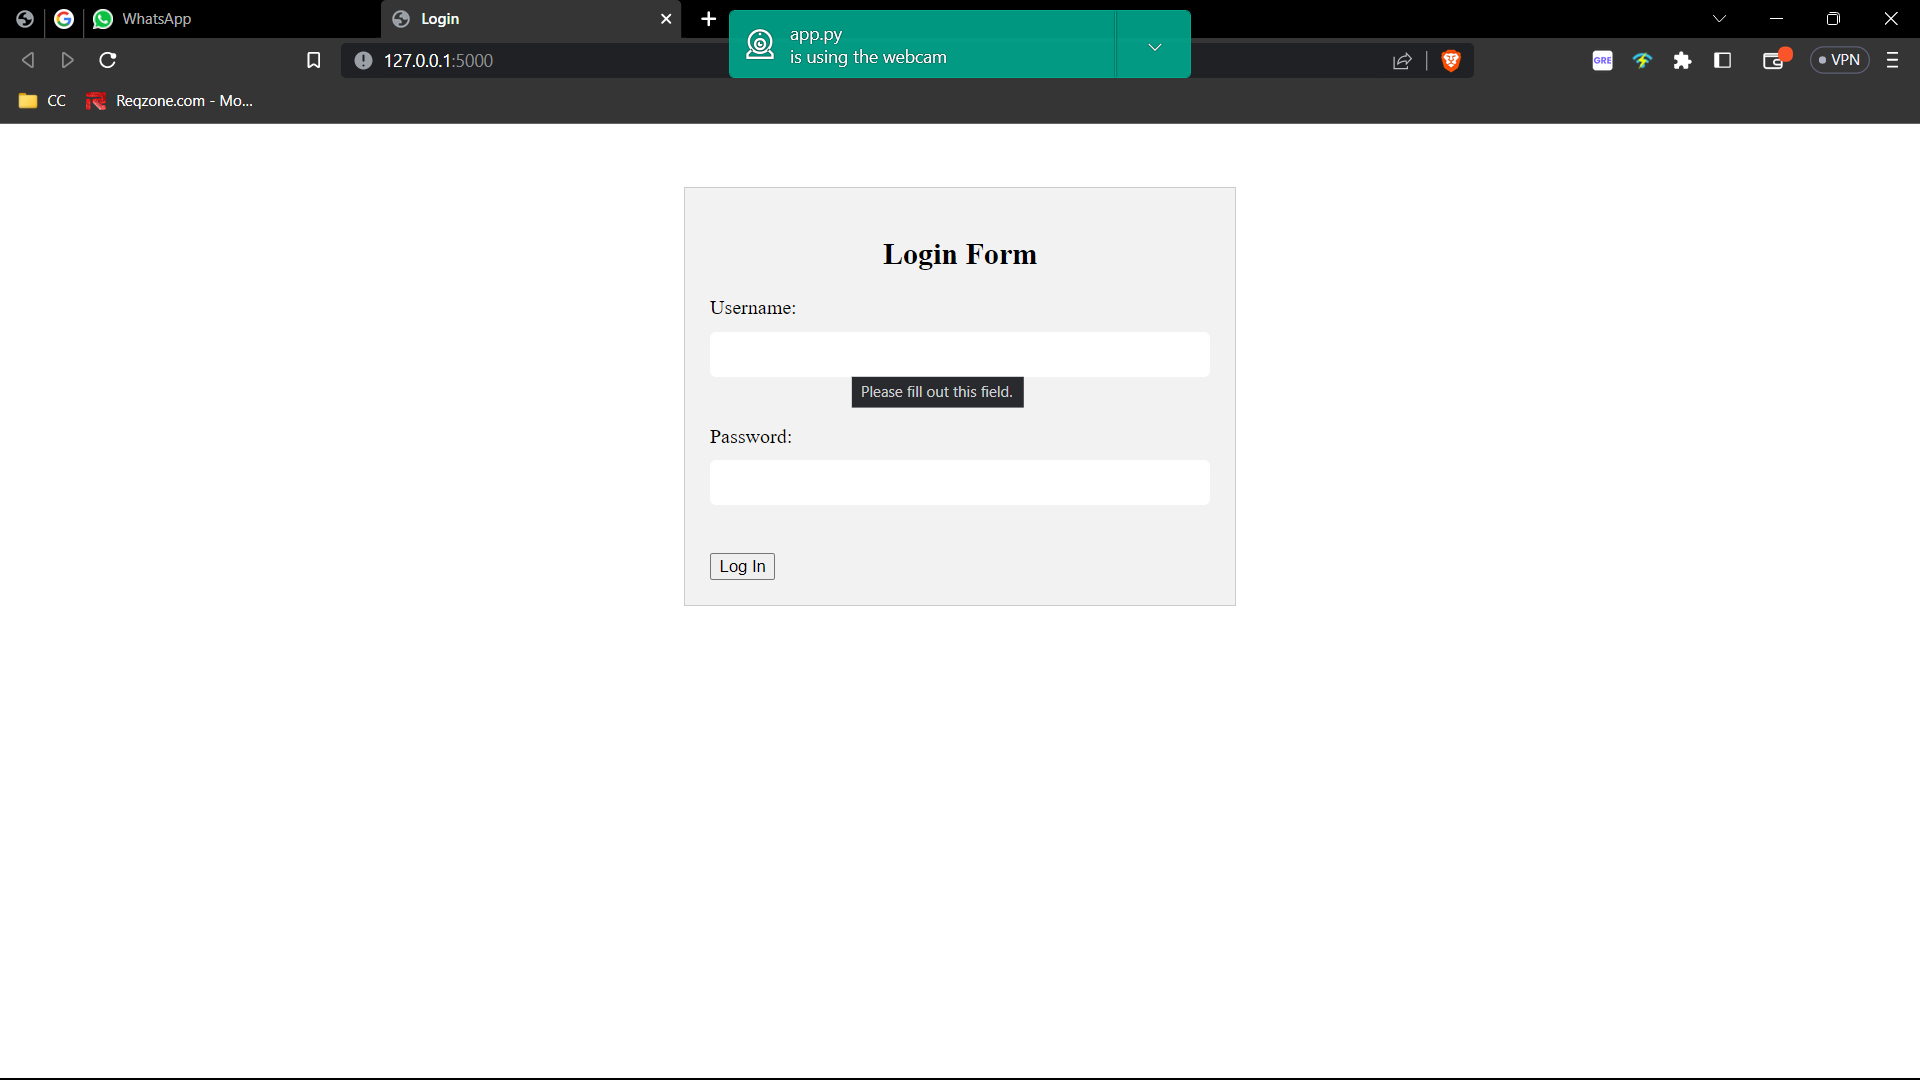 WhatsApp
Login
app.py
is using the webcam
127.0.0.1:5000
GRE
VPN
CC
Reqzone.com - Mo...
Login Form
Username:
Please fill out this field.
Password:
Log In